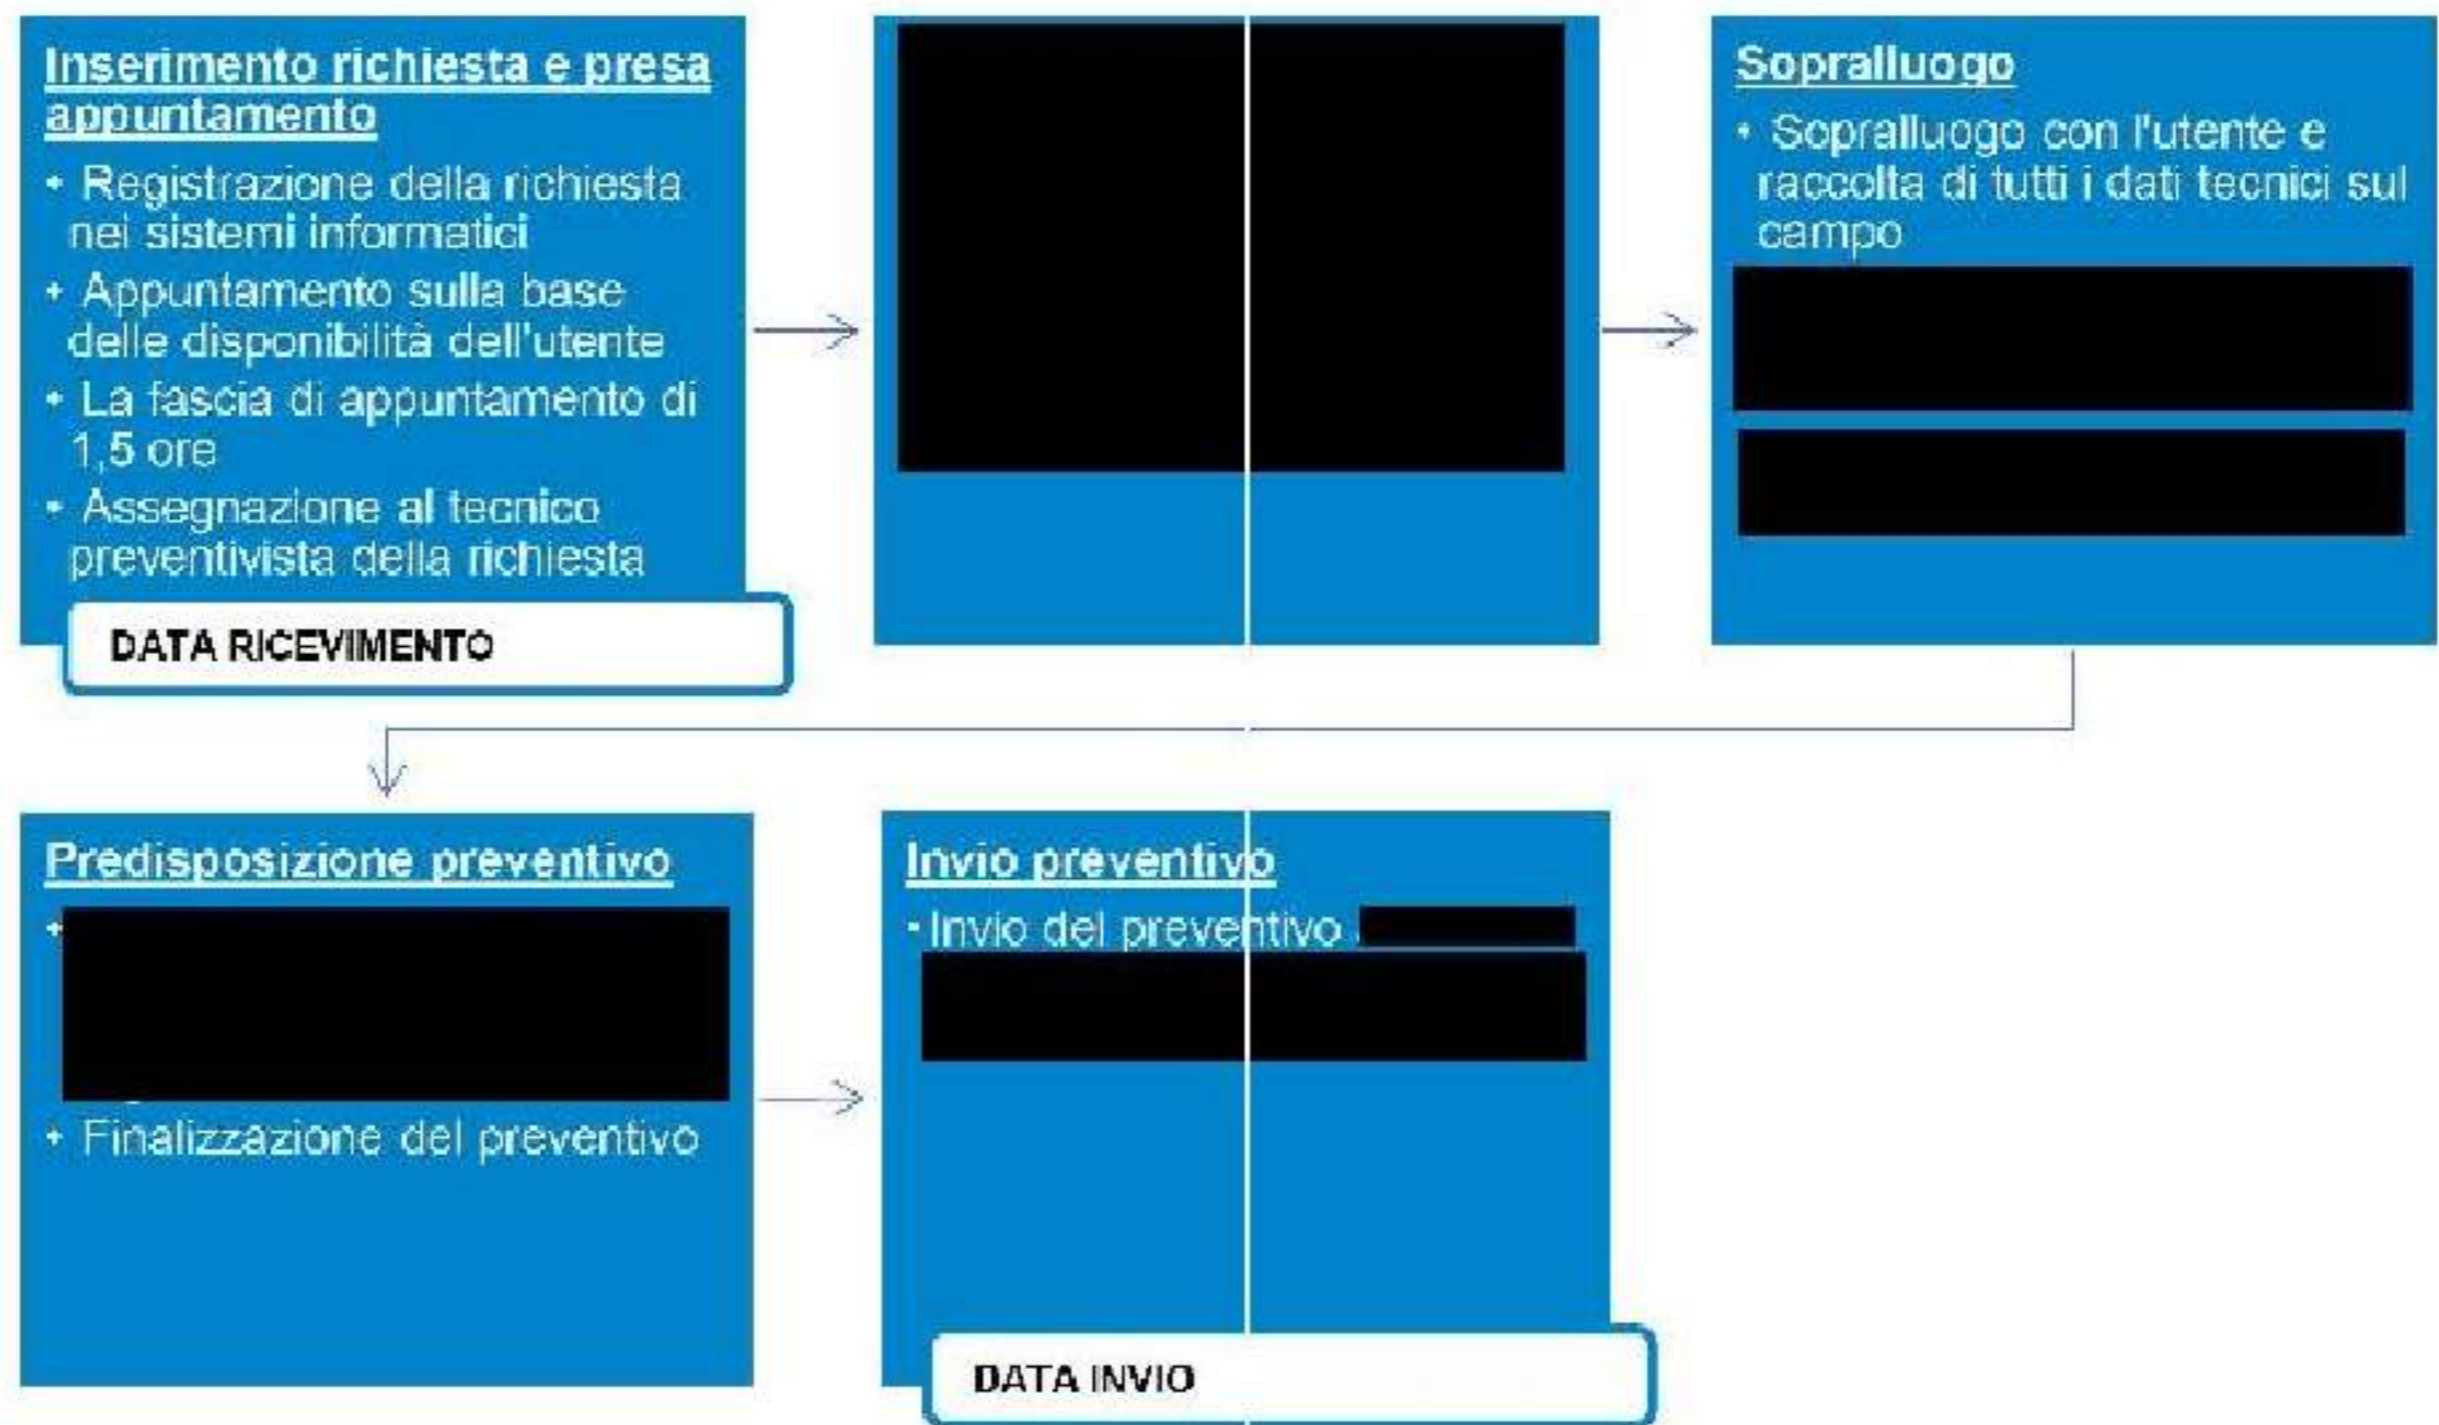 Inserimento richiesta e presa
appuntamento
• Registrazione della richiesta
nei sistemi informatici
• Appuntamento sulla base
delle disponibilità dell'utente
• La fascia di appuntamento di
1,5 ore
• Assegnazione al tecnico
preventivista della richiesta
DATA RICEVIMENTO
Sopralluogo
• Sopralluogo con l'utente e
raccolta di tutti i dati tecnici sul
campo
Predisposizione preventivo
•
• Finalizzazione del preventivo
Invio preventivo
• Invio del preventivo
DATA INVIO